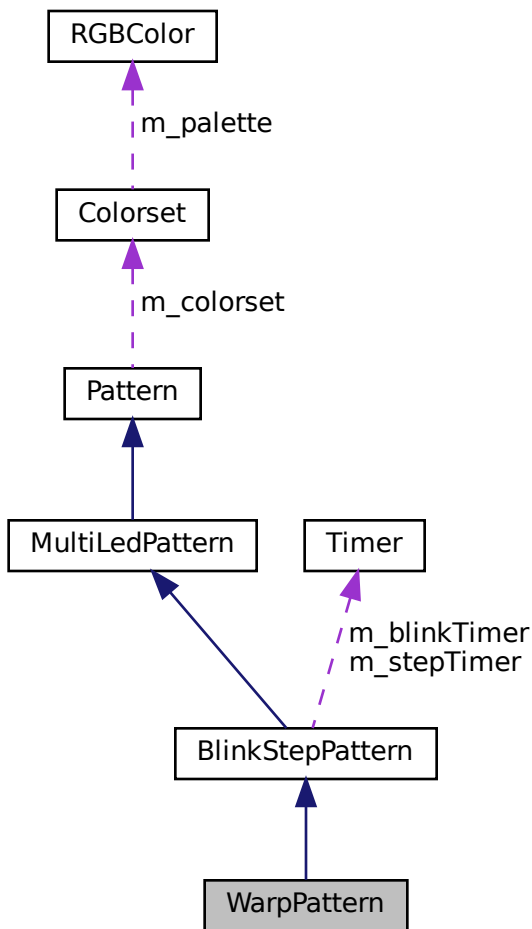 RGBColor
m_palette
Colorset
m_colorset
Pattern
MultiLedPattern
Timer
m_blinkTimer
m_stepTimer
BlinkStepPattern
WarpPattern